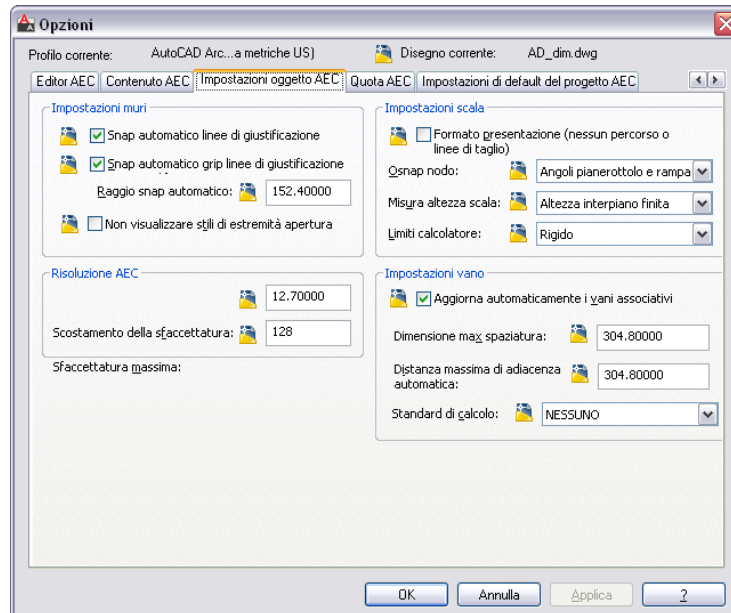 Opzioni
Profilo corrente: AutoCAD Arc...a metriche US) Disegno corrente: AD_dim.dwg
Editor AEC Contenuto AEC Impostazioni oggetto AEC Quota AEC Impostazioni di default del progetto AEC
Impostazioni muri
Snap automatico linee di giustificazione
Snap automatico grip linee di giustificazione
Raggio snap automatico: 152.40000
Non visualizzare stili di estremità apertura
Risoluzione AEC
12.70000
Scostamento della sfaccettatura: 128
Sfaccettatura massima:
Impostazioni scala
Formato presentazione (nessun percorso o
linee di taglio)
Osnap nodo: Angoli pianerottolo e rampa
Misura altezza scala: Altezza interpiano finita
Limiti calcolatore: Rigido
Impostazioni vano
Aggiorna automaticamente i vani associativi
Dimensione max spaziatura: 304.80000
Distanza massima di adiacenza
automatica: 304.80000
Standard di calcolo: NESSUNO
OK Annulla Applica ?